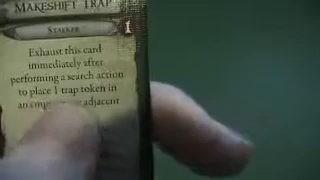 Makeshift Trap
Stalker
1
Exhaust this card
immediately after
performing a search action
to place 1 trap token in
an adjacent